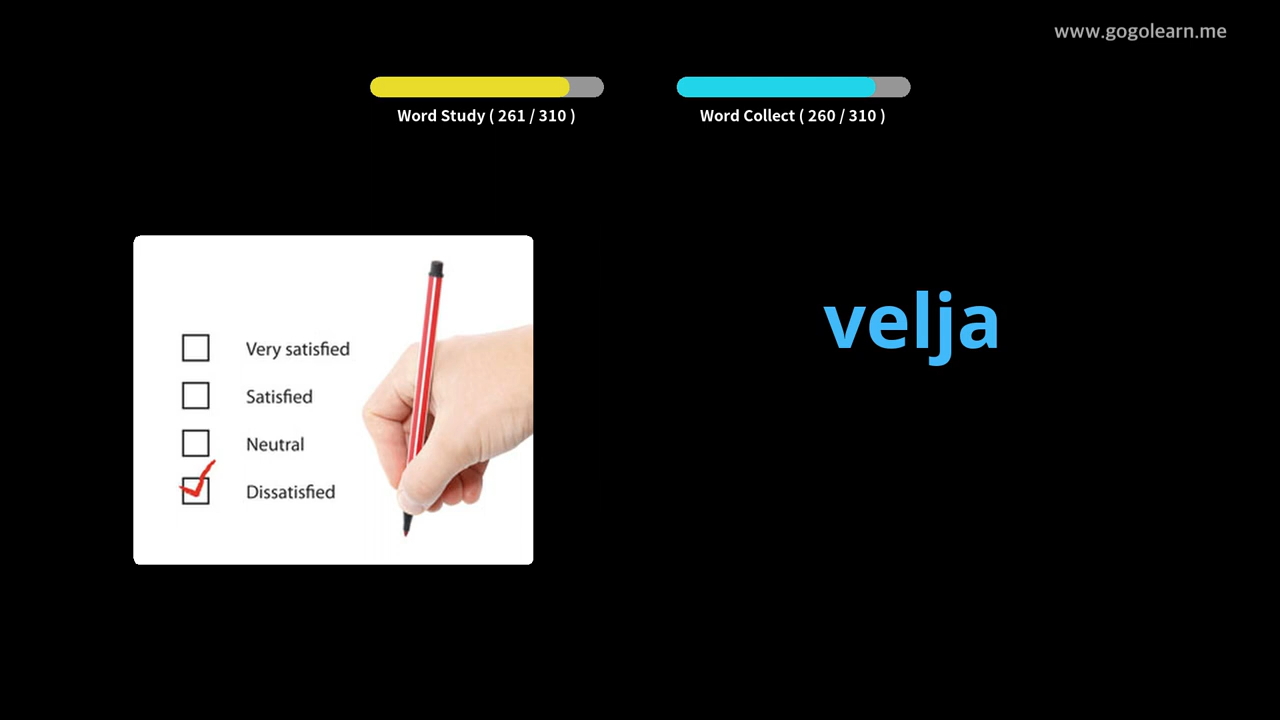 www.gogolearn.me
Word Study ( 261 / 310 )
Word Collect ( 260 / 310 )
velja
Very satisfied
Satisfied
Neutral
Dissatisfied